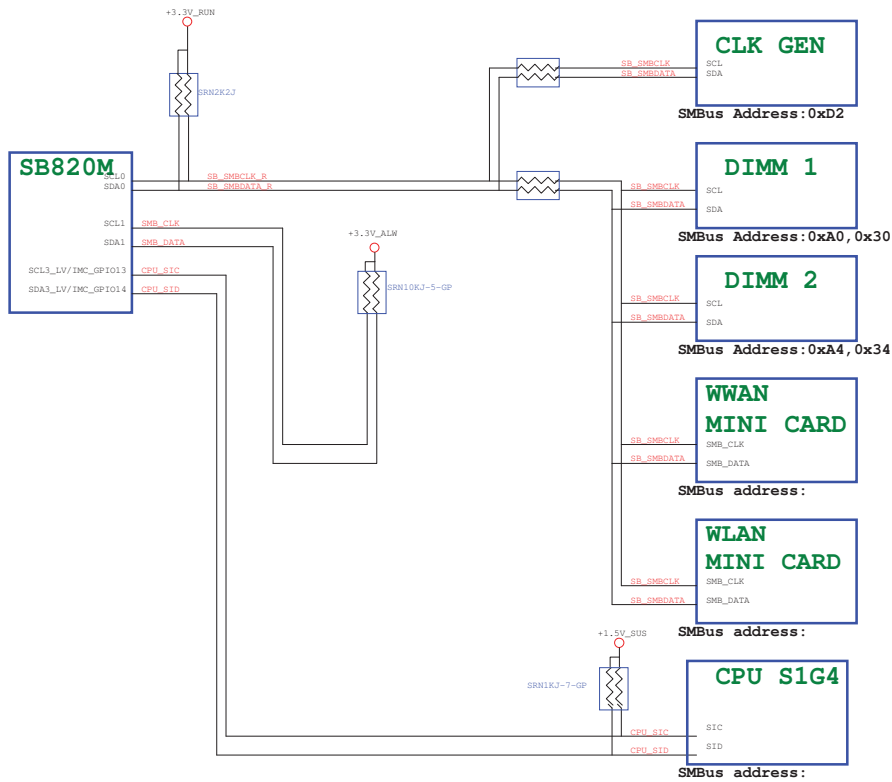 +3.3V_RUN
SRN2K2J
SB_SMBCLK
SB_SMBDATA
CLK GEN
SCL
SDA
SMBus Address:0xD2
SB820M
SCL0
SDA0
SB_SMBCLK_R
SB_SMBDATA_R
SCL1
SMB_CLK
SDA1
SMB_DATA
SCL3_LV/IMC_GPIO13
CPU_SIC
SDA3_LV/IMC_GPIO14
CPU_SID
+3.3V_ALW
SRN10KJ-5-GP
DIMM 1
SB_SMBCLK
SCL
SB_SMBDATA
SDA
SMBus Address:0xA0,0x30
DIMM 2
SB_SMBCLK
SCL
SB_SMBDATA
SDA
SMBus Address:0xA4,0x34
WWAN
MINI CARD
SB_SMBCLK
SMB_CLK
SB_SMBDATA
SMB_DATA
SMBus address:
WLAN
MINI CARD
SB_SMBCLK
SMB_CLK
SB_SMBDATA
SMB_DATA
SMBus address:
+1.5V_SUS
SRN1KJ-7-GP
CPU S1G4
CPU_SIC
SIC
CPU_SID
SID
SMBus address: